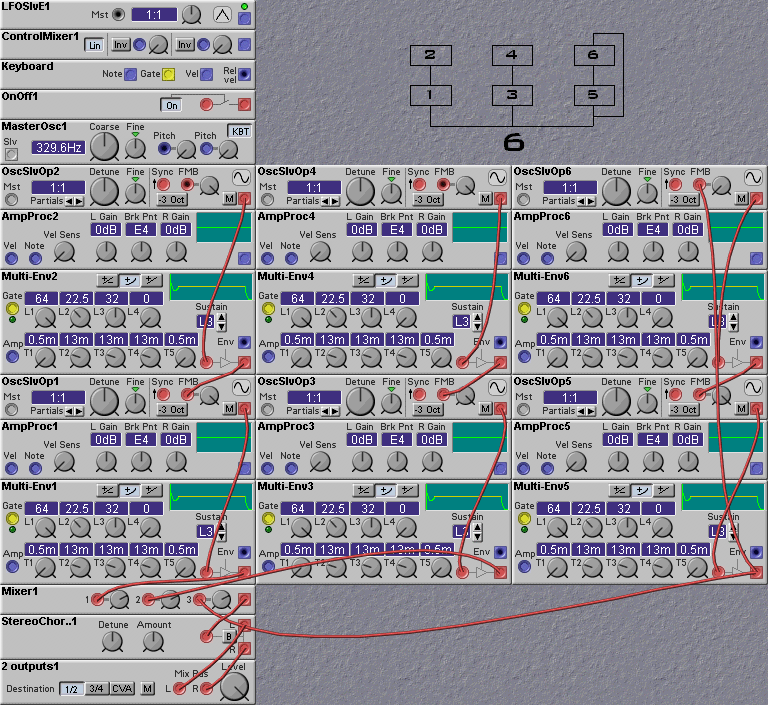 LFOSlvE1
Mst 1:1
ControlMixer1
Lin Inv Inv
Keyboard
Note Gate Vel Rel vel
OnOff1
On
MasterOsc1 Coarse Fine Pitch Pitch KBT
Slv 329.6Hz
2 4 6
1 3 5
6
OscSlvOp2 Detune Fine Sync FMB
Mst 1:1
Partials -3 Oct M
OscSlvOp4 Detune Fine Sync FMB
Mst 1:1
Partials -3 Oct M
OscSlvOp6 Detune Fine Sync FMB
Mst 1:1
Partials -3 Oct M
AmpProc2 L Gain Brk Pnt R Gain
0dB E4 0dB
Vel Note Vel Sens
AmpProc4 L Gain Brk Pnt R Gain
0dB E4 0dB
Vel Note Vel Sens
AmpProc6 L Gain Brk Pnt R Gain
0dB E4 0dB
Vel Note Vel Sens
Multi-Env2
Gate 64 22.5 32 0
L1 L2 L3 L4 Sustain L3
0.5m 13m 13m 13m 0.5m Env
Amp T1 T2 T3 T4 T5
Multi-Env4
Gate 64 22.5 32 0
L1 L2 L3 L4 Sustain L3
0.5m 13m 13m 13m 0.5m Env
Amp T1 T2 T3 T4 T5
Multi-Env6
Gate 64 22.5 32 0
L1 L2 L3 L4 Sustain L3
0.5m 13m 13m 13m 0.5m Env
Amp T1 T2 T3 T4 T5
OscSlvOp1 Detune Fine Sync FMB
Mst 1:1
Partials -3 Oct M
OscSlvOp3 Detune Fine Sync FMB
Mst 1:1
Partials -3 Oct M
OscSlvOp5 Detune Fine Sync FMB
Mst 1:1
Partials -3 Oct M
AmpProc1 L Gain Brk Pnt R Gain
0dB E4 0dB
Vel Note Vel Sens
AmpProc3 L Gain Brk Pnt R Gain
0dB E4 0dB
Vel Note Vel Sens
AmpProc5 L Gain Brk Pnt R Gain
0dB E4 0dB
Vel Note Vel Sens
Multi-Env1
Gate 64 22.5 32 0
L1 L2 L3 L4 Sustain L3
0.5m 13m 13m 13m 0.5m Env
Amp T1 T2 T3 T4 T5
Multi-Env3
Gate 64 22.5 32 0
L1 L2 L3 L4 Sustain L3
0.5m 13m 13m 13m 0.5m Env
Amp T1 T2 T3 T4 T5
Multi-Env5
Gate 64 22.5 32 0
L1 L2 L3 L4 Sustain L3
0.5m 13m 13m 13m 0.5m Env
Amp T1 T2 T3 T4 T5
Mixer1
1 2 3
StereoChor..1 Detune Amount L
B
R
2 outputs1 Mix Bus Level
Destination 1/2 3/4 CVA M L R